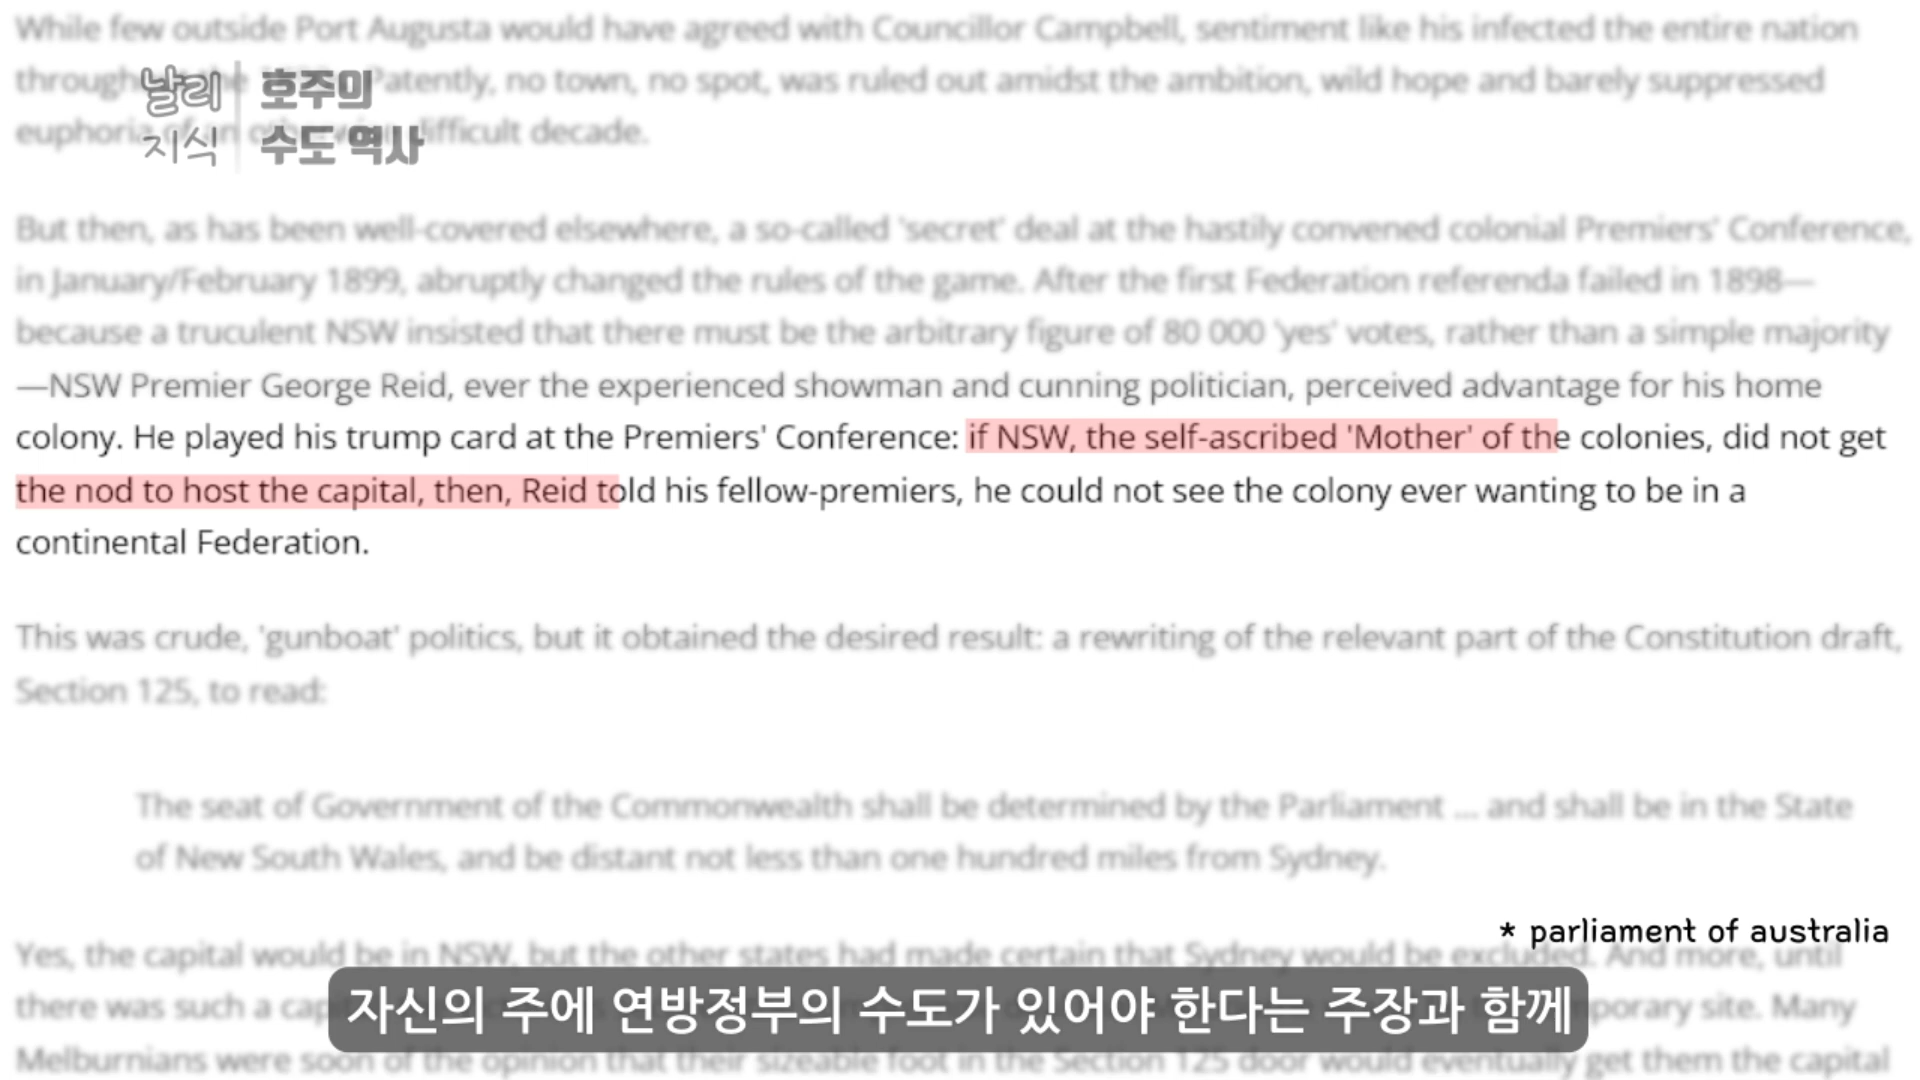 While few outside Port Augusta would have agreed with Councillor Campbell, sentiment like his infected the entire nation
Patently, no town, no spot, was ruled out amidst the ambition, wild hope and barely suppressed
euphoria of an difficult decade.
날리 지식
호주의
수도 역사
But then, as has been well-covered elsewhere, a so-called 'secret' deal at the hastily convened colonial Premiers' Conference,
in January/February 1899, abruptly changed the rules of the game. After the first Federation referenda failed in 1898—
because a truculent NSW insisted that there must be the arbitrary figure of 80 000 'yes' votes, rather than a simple majority
—NSW Premier George Reid, ever the experienced showman and cunning politician, perceived advantage for his home
colony. He played his trump card at the Premiers' Conference: if NSW, the self-ascribed 'Mother' of the colonies, did not get
the nod to host the capital, then, Reid told his fellow-premiers, he could not see the colony ever wanting to be in a
continental Federation.
This was crude, 'gunboat' politics, but it obtained the desired result: a rewriting of the relevant part of the Constitution draft,
Section 125, to read:
The seat of Government of the Commonwealth shall be determined by the Parliament ... and shall be in the State
of New South Wales, and be distant not less than one hundred miles from Sydney.
* parliament of australia
Yes, the capital would be in NSW, but the other states had made certain that Sydney would be excluded. And more, until
there was such a site. Many
자신의 주에 연방정부의 수도가 있어야 한다는 주장과 함께
Melburnians were soon of the opinion that their sizeable foot in the Section 125 door would eventually get them the capital